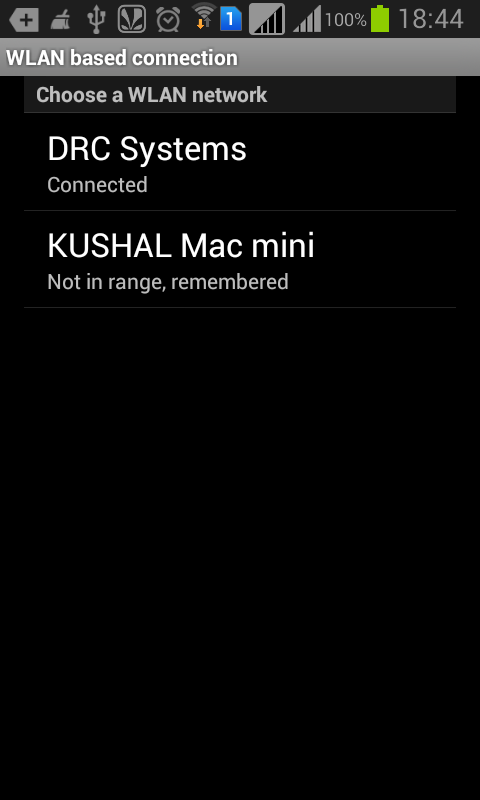 1 100% 18:44
WLAN based connection
Choose a WLAN network
DRC Systems
Connected
KUSHAL Mac mini
Not in range, remembered